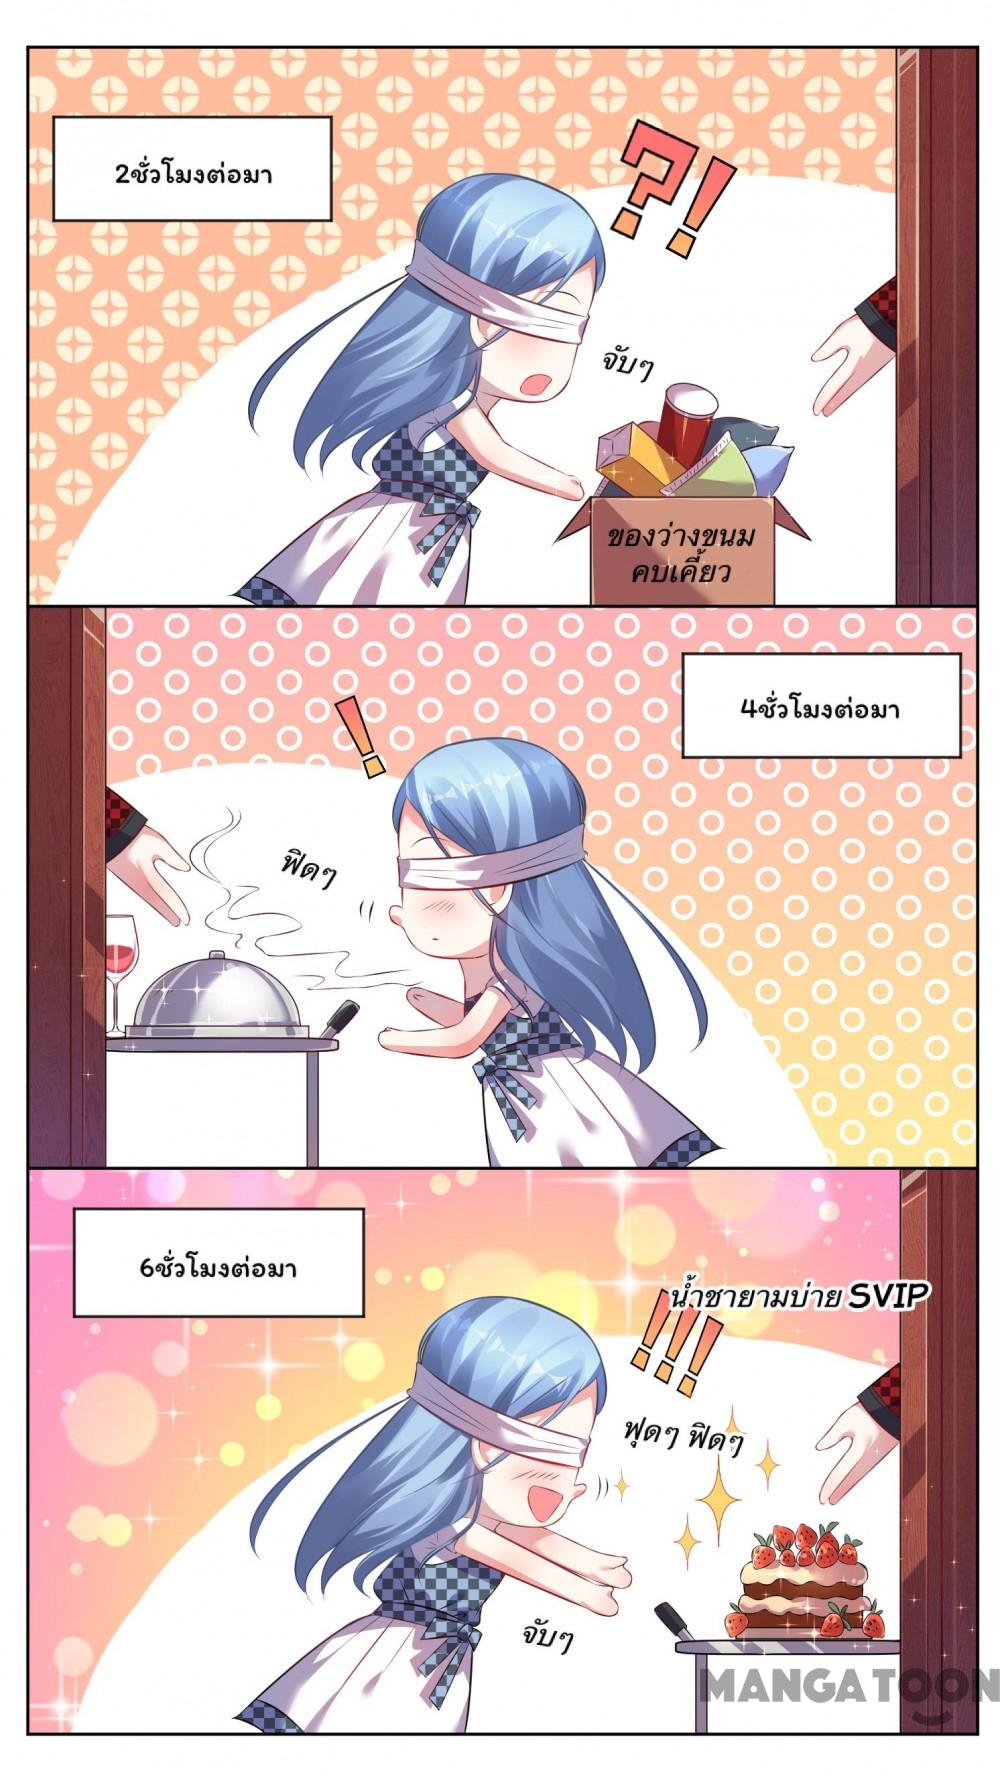 2ชั่วโมงต่อมา
?!
จับๆ
ของว่างขนม
คบเคี้ยว
4ชั่วโมงต่อมา
!
ฟิดๆ
6ชั่วโมงต่อมา
น้ำชายามบ่าย SVIP
!!!
ฟุดๆ ฟิดๆ
จับๆ
MANGATOON